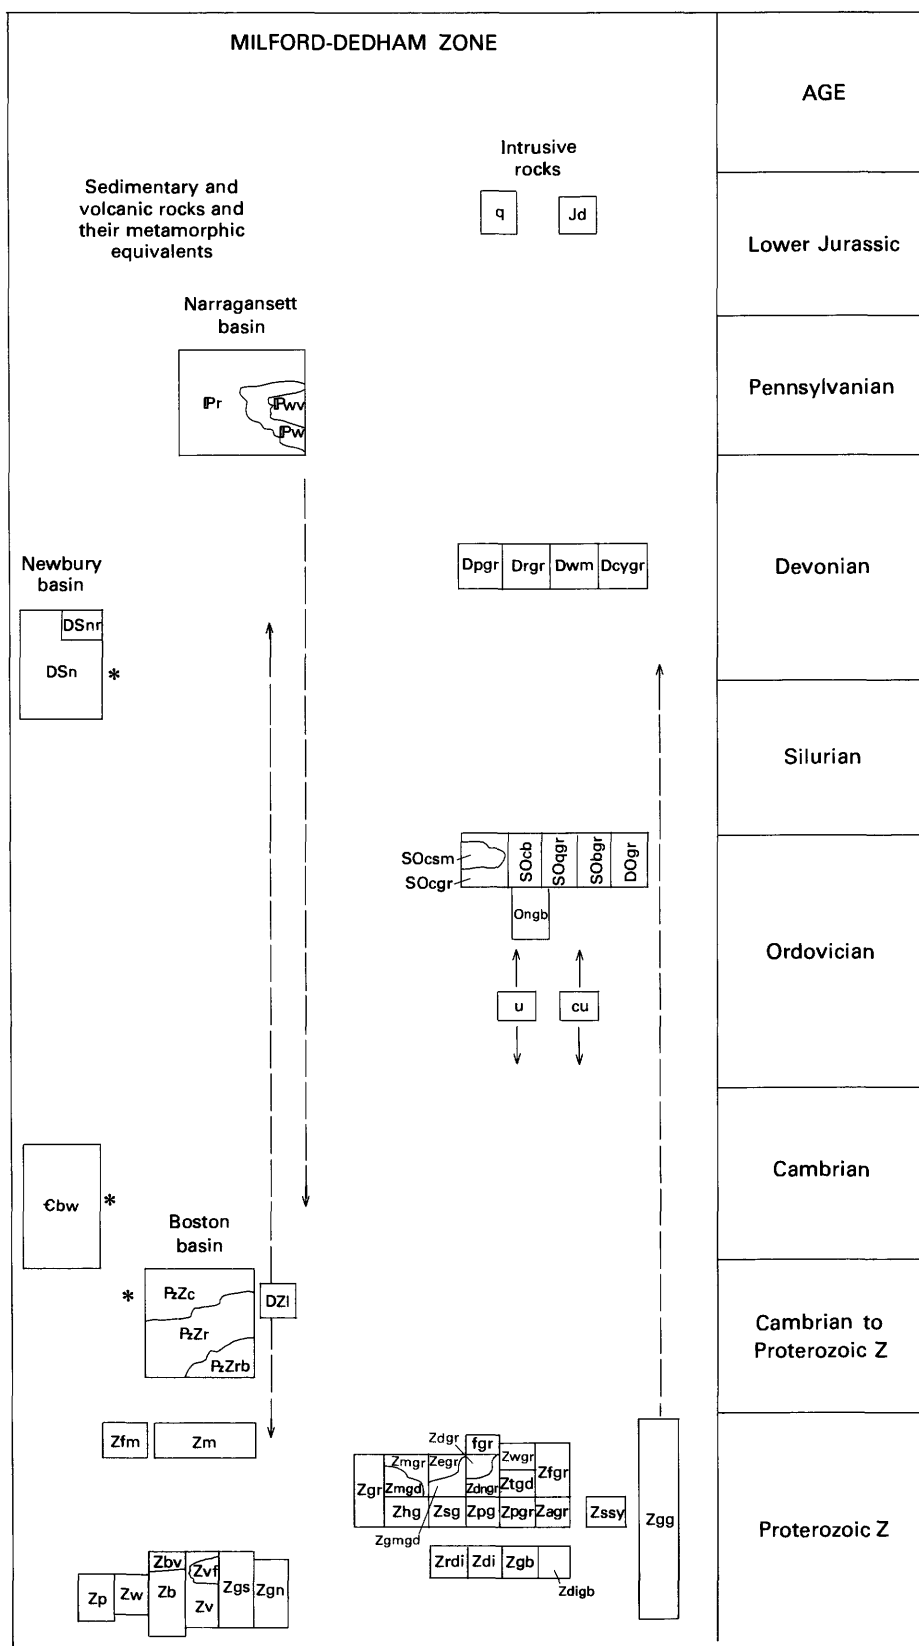 MILFORD-DEDHAM ZONE
AGE
Intrusive
rocks
Sedimentary and
volcanic rocks and
their metamorphic
equivalents
q
Jd
Lower Jurassic
Narragansett
basin
ℙr
ℙwv
ℙw
Pennsylvanian
Newbury
basin
Dpgr
Drgr
Dwm
Dcygr
Devonian
DSnr
DSn
*
Silurian
SOcsm
SOcgr
SOcb
SOqgr
SObgr
DOgr
Ongb
Ordovician
u
cu
Єbw
*
Cambrian
Boston
basin
*
PzZc
DZl
PzZr
PzZrb
Cambrian to
Proterozoic Z
Zfm
Zm
Zdgr
fgr
Zmgr
Zegr
Zwgr
Zfgr
Zgr
Zmgd
Zdngr
Ztgd
Zhg
Zsg
Zpg
Zpgr
Zagr
Zssy
Zgg
Zgmgd
Proterozoic Z
Zrdi
Zdi
Zgb
Zdigb
Zbv
Zvf
Zp
Zw
Zb
Zv
Zgs
Zgn